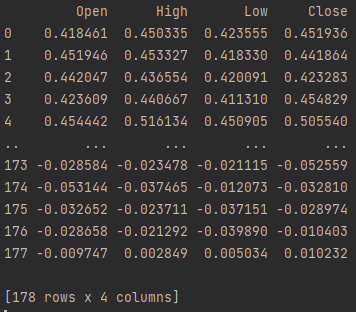 Open High Low Close
0 0.418461 0.450335 0.423555 0.451936
1 0.451946 0.453327 0.418330 0.441864
2 0.442047 0.436554 0.420091 0.423283
3 0.423609 0.440667 0.411310 0.454829
4 0.454442 0.516134 0.450905 0.505540
.. ... ... ... ...
173 -0.028584 -0.023478 -0.021115 -0.052559
174 -0.053144 -0.037465 -0.012073 -0.032810
175 -0.032652 -0.023711 -0.037151 -0.028974
176 -0.028658 -0.021292 -0.039890 -0.010403
177 -0.009747 0.002849 0.005034 0.010232
[178 rows x 4 columns]